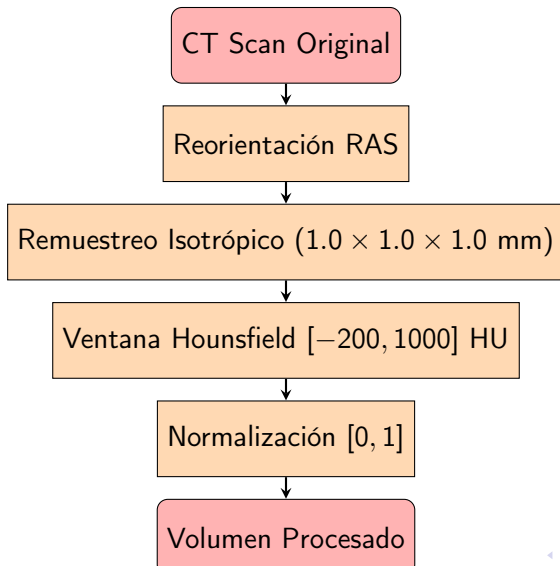 CT Scan Original
Reorientación RAS
Remuestreo Isotrópico (1.0 × 1.0 × 1.0 mm)
Ventana Hounsfield [−200, 1000] HU
Normalización [0, 1]
Volumen Procesado